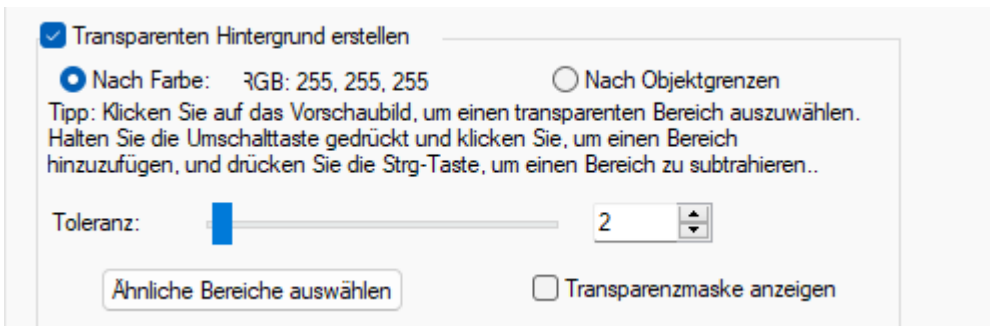 Transparenten Hintergrund erstellen
Nach Farbe: RGB: 255, 255, 255 Nach Objektgrenzen
Tipp: Klicken Sie auf das Vorschaubild, um einen transparenten Bereich auszuwählen.
Halten Sie die Umschalttaste gedrückt und klicken Sie, um einen Bereich
hinzuzufügen, und drücken Sie die Strg-Taste, um einen Bereich zu subtrahieren..
Toleranz: 2
Ähnliche Bereiche auswählen Transparenzmaske anzeigen